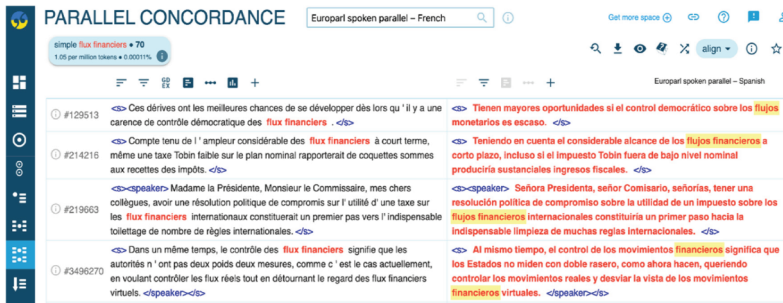 PARALLEL CONCORDANCE
Europarl spoken parallel – French
Get more space
simple flux financiers • 70
1.05 per million tokens • 0.00011%
align
GD
EX
Europarl spoken parallel – Spanish
#129513
<s> Ces dérives ont les meilleures chances de se développer dès lors qu ' il y a une
carence de contrôle démocratique des flux financiers . </s>
<s> Tienen mayores oportunidades si el control democrático sobre los flujos
monetarios es escaso. </s>
#214216
<s> Compte tenu de l ' ampleur considérable des flux financiers à court terme,
même une taxe Tobin faible sur le plan nominal rapporterait de coquettes sommes
aux recettes des impôts. </s>
<s> Teniendo en cuenta el considerable alcance de los flujos financieros a
corto plazo, incluso si el impuesto Tobin fuera de bajo nivel nominal
produciría sustanciales ingresos fiscales. </s>
#219663
<s><speaker> Madame la Présidente, Monsieur le Commissaire, mes chers
collègues, avoir une résolution politique de compromis sur l' utilité d' une taxe sur
les flux financiers internationaux constituerait un premier pas vers l' indispensable
toilettage de nombre de règles internationales. </s>
<s><speaker> Señora Presidenta, señor Comisario, señorías, tener una
resolución política de compromiso sobre la utilidad de un impuesto sobre los
flujos financieros internacionales constituiría un primer paso hacia la
indispensable limpieza de muchas reglas internacionales. </s>
#3496270
<s> Dans un même temps, le contrôle des flux financiers signifie que les
autorités n ' ont pas deux poids deux mesures, comme c ' est le cas actuellement,
en voulant contrôler les flux réels tout en détournant le regard des flux financiers
virtuels. </speaker></s>
<s> Al mismo tiempo, el control de los movimientos financieros significa que
los Estados no miden con doble rasero, como ahora hacen, queriendo
controlar los movimientos reales y desviar la vista de los movimientos
financieros virtuales. </speaker></s>